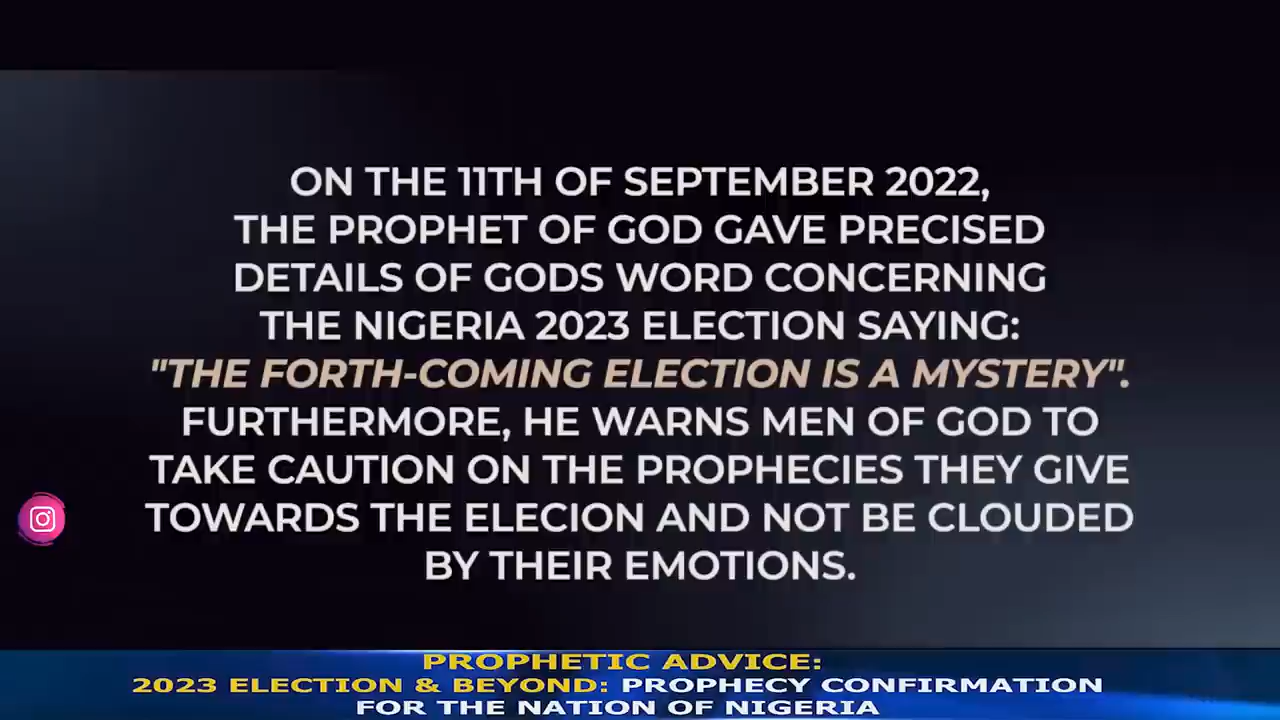 ON THE 11TH OF SEPTEMBER 2022,
THE PROPHET OF GOD GAVE PRECISED
DETAILS OF GODS WORD CONCERNING
THE NIGERIA 2023 ELECTION SAYING:
"THE FORTH-COMING ELECTION IS A MYSTERY".
FURTHERMORE, HE WARNS MEN OF GOD TO
TAKE CAUTION ON THE PROPHECIES THEY GIVE
TOWARDS THE ELECION AND NOT BE CLOUDED
BY THEIR EMOTIONS.
PROPHETIC ADVICE:
2023 ELECTION & BEYOND: PROPHECY CONFIRMATION
FOR THE NATION OF NIGERIA